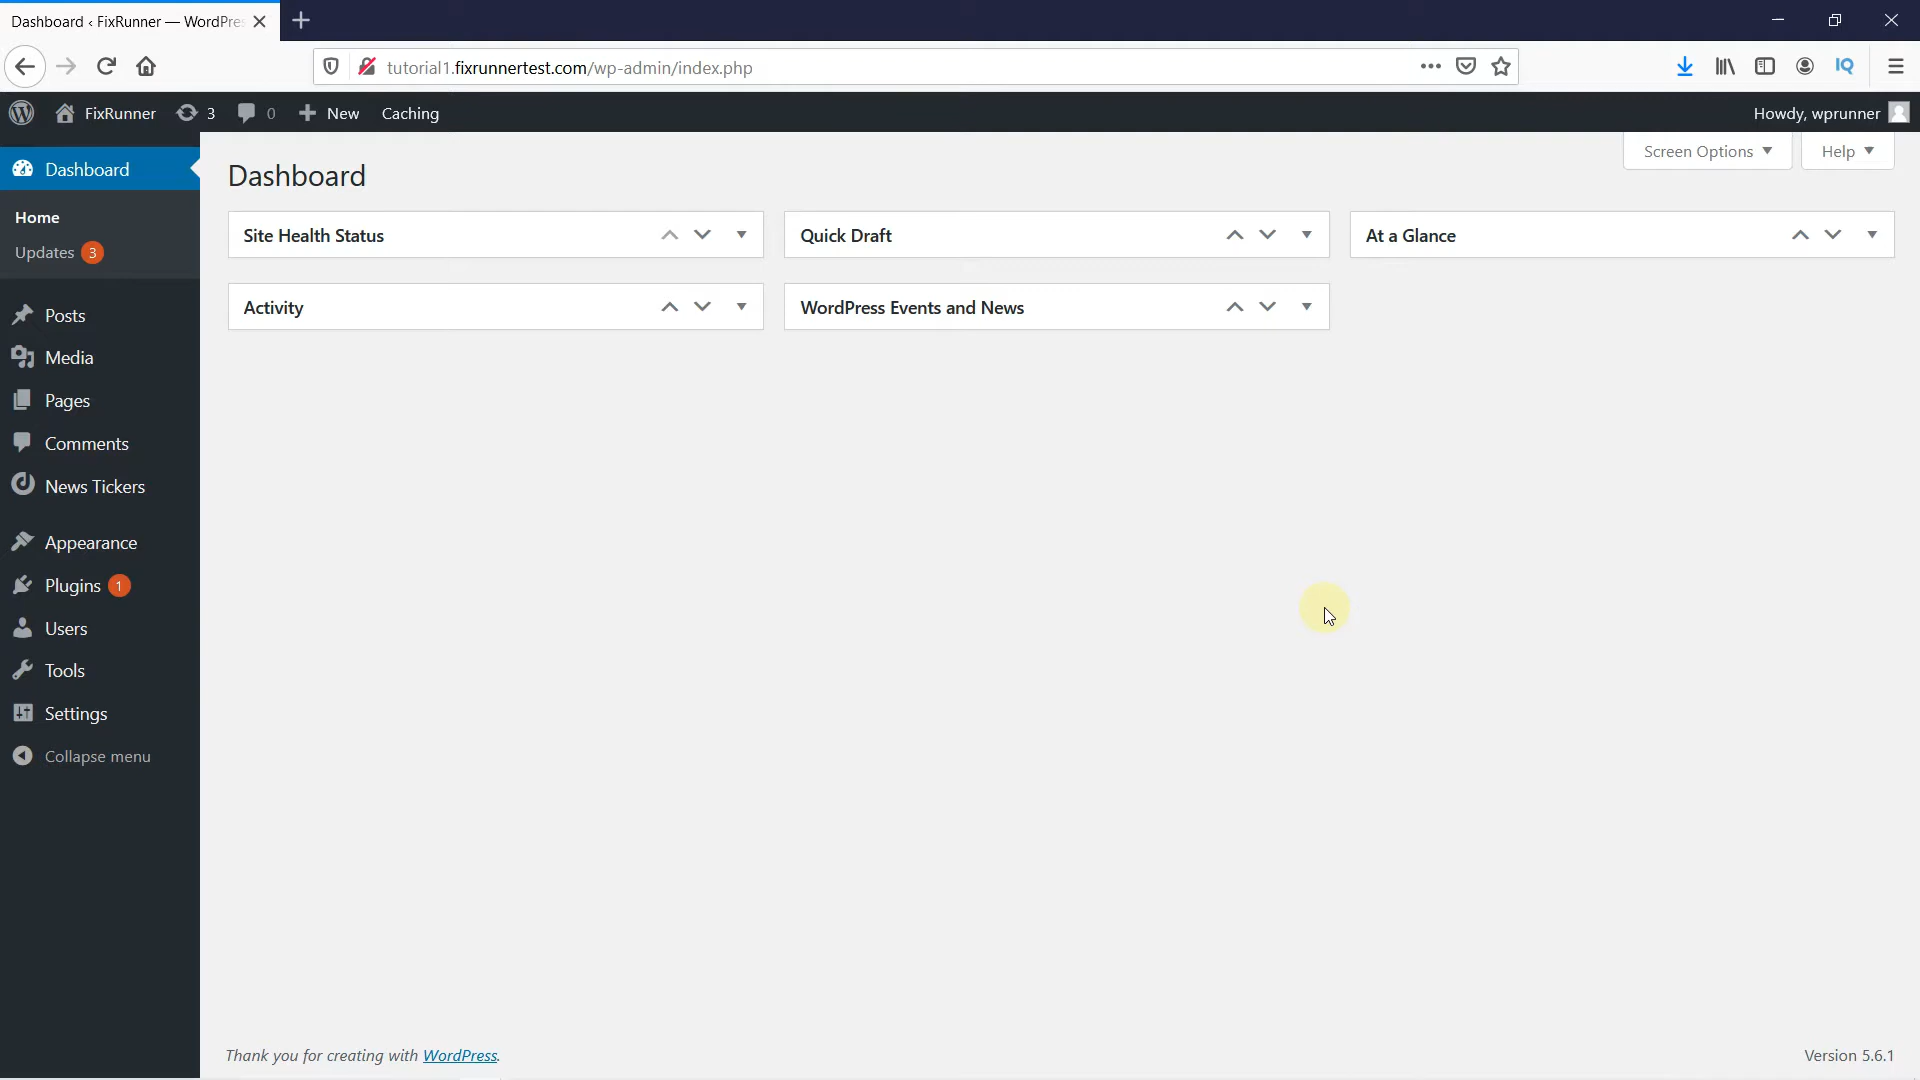 Dashboard ‹ FixRunner — WordPres
tutorial1.fixrunnertest.com/wp-admin/index.php
IQ
FixRunner 3 0 New Caching Howdy, wprunner
Dashboard
Home
Updates 3
Posts
Media
Pages
Comments
News Tickers
Appearance
Plugins 1
Users
Tools
Settings
Collapse menu
Screen Options Help
Dashboard
Site Health Status
Quick Draft
At a Glance
Activity
WordPress Events and News
Thank you for creating with WordPress.
Version 5.6.1